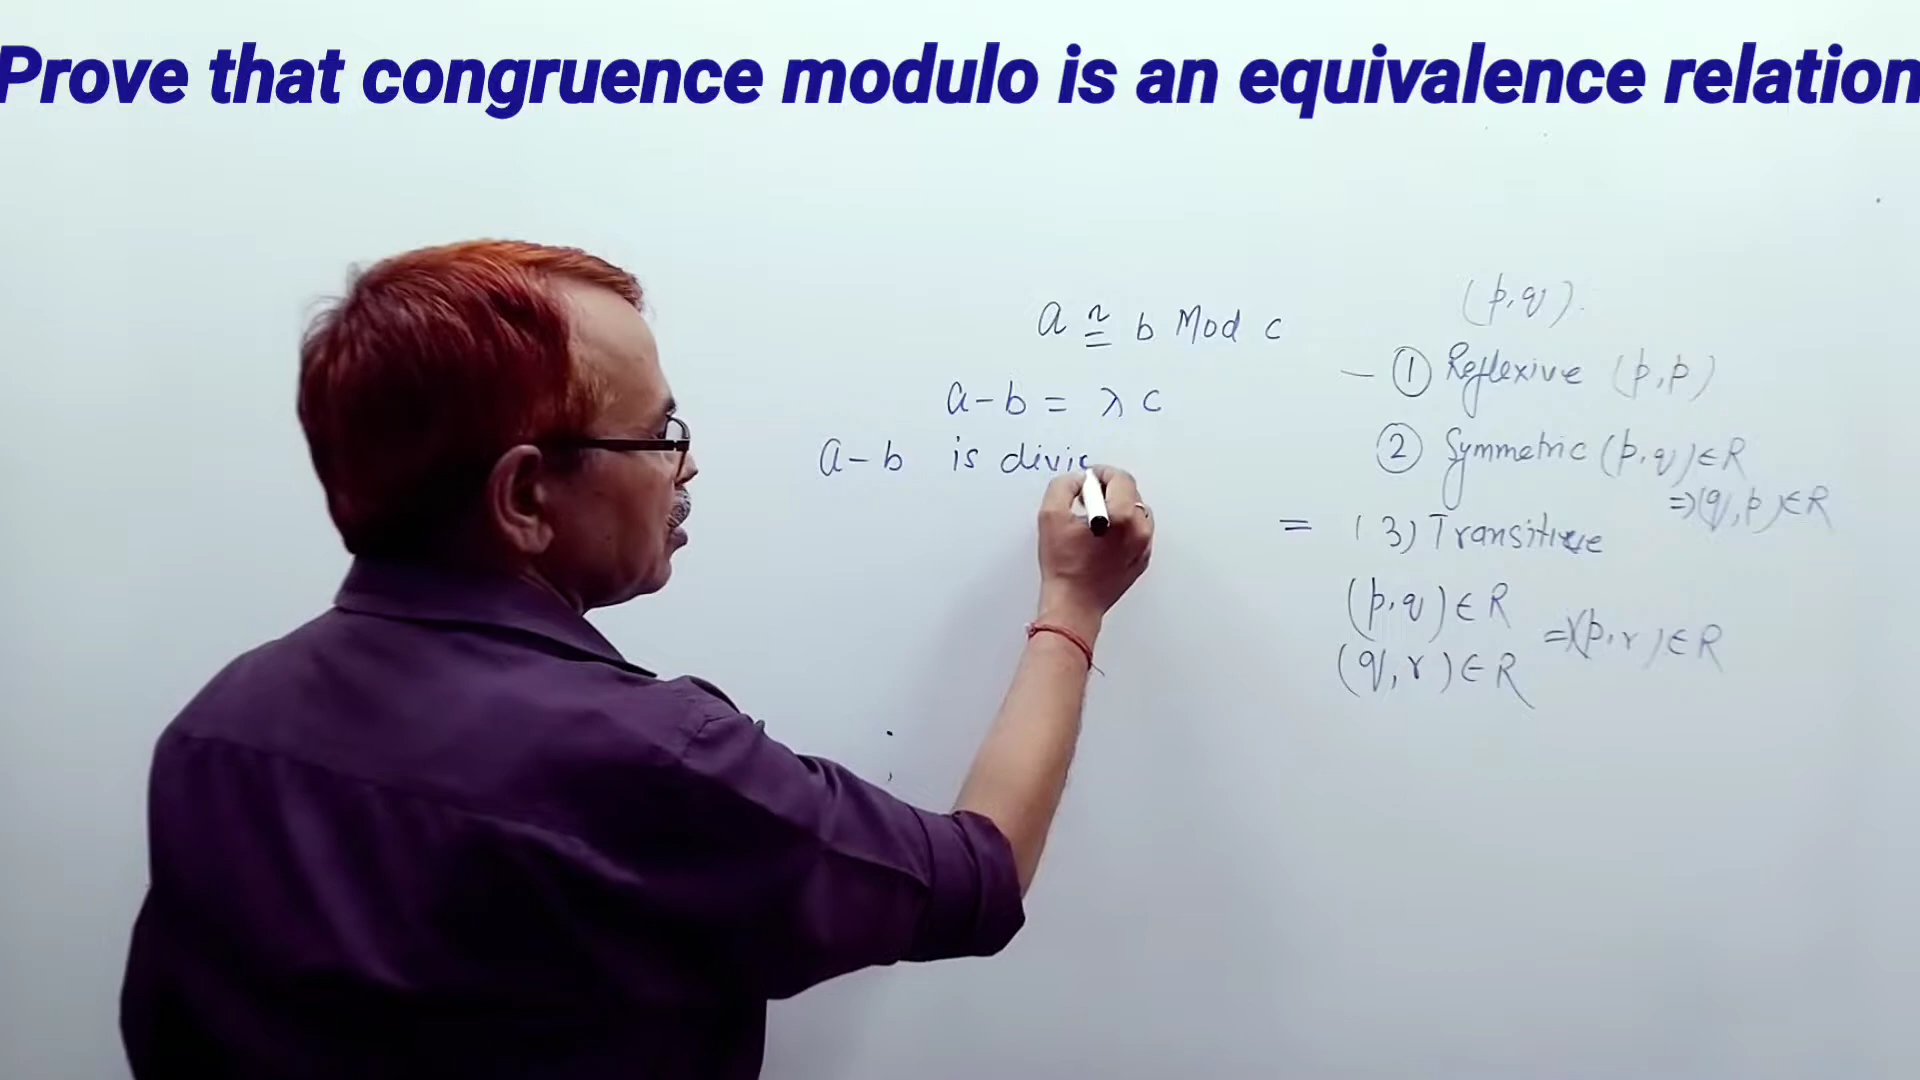 Prove that congruence modulo is an equivalence relation
a ≅ b Mod c
a-b = λ c
a-b is divis
(p,q).
— ① Reflexive (p,p)
② Symmetric (p,q)∈R
⇒(q,p)∈R
= (3) Transitive
(p,q)∈R
(q,r)∈R ⇒(p,r)∈R